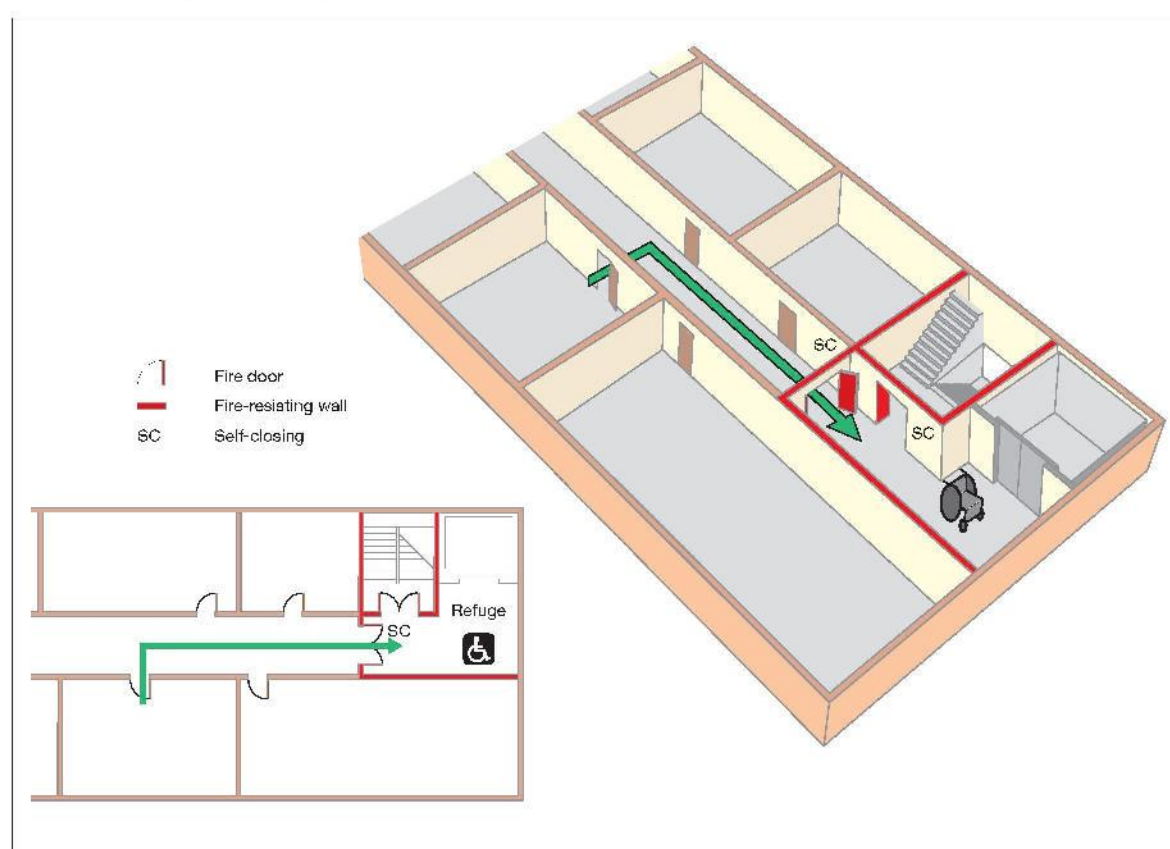 SC
SC
Fire door
Fire-resisting wall
SC Self-closing
Refuge
SC